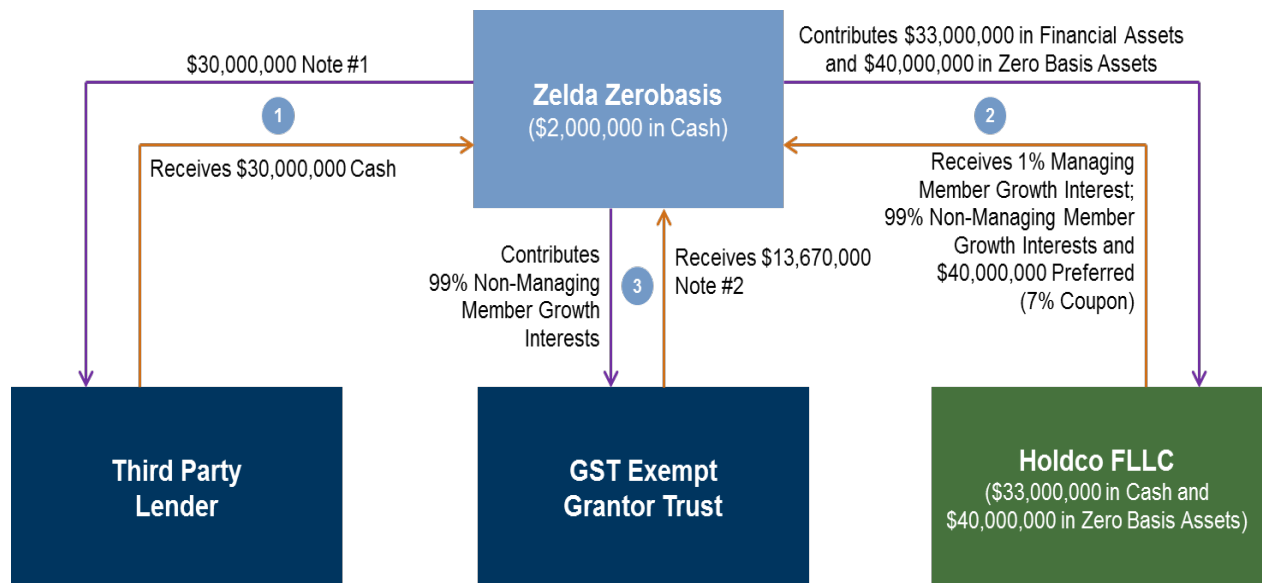 $30,000,000 Note #1
1
Receives $30,000,000 Cash
Zelda Zerobasis
($2,000,000 in Cash)
Contributes $33,000,000 in Financial Assets
and $40,000,000 in Zero Basis Assets
2
Receives 1% Managing
Member Growth Interest;
99% Non-Managing Member
Growth Interests and
$40,000,000 Preferred
(7% Coupon)
Contributes
99% Non-Managing
Member Growth
Interests
3
Receives $13,670,000
Note #2
Third Party
Lender
GST Exempt
Grantor Trust
Holdco FLLC
($33,000,000 in Cash and
$40,000,000 in Zero Basis Assets)